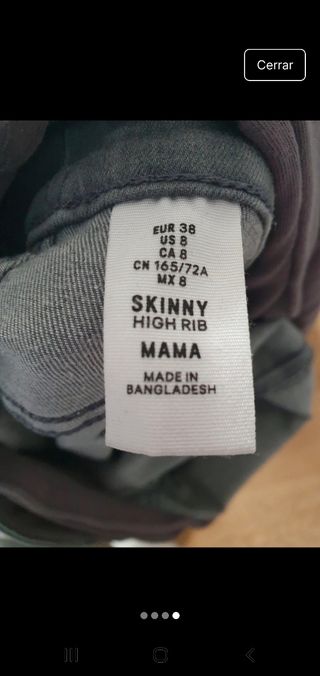 Cerrar
EUR 38
US 8
CA 8
CN 165/72A
MX 8
SKINNY
HIGH RIB
MAMA
MADE IN
BANGLADESH